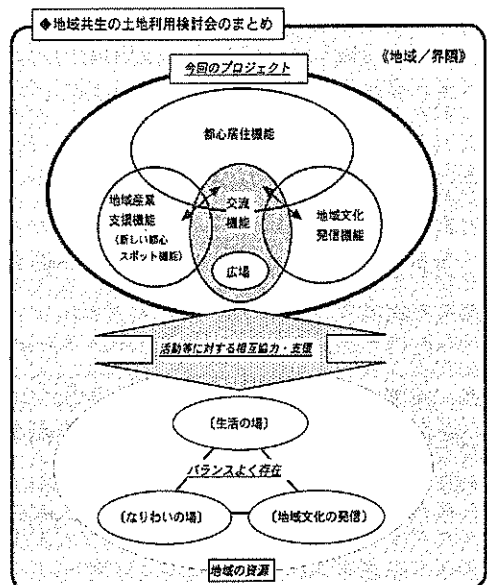 ◆地域共生の土地利用検討会のまとめ
《地域／界隈》
今回のプロジェクト
都心居住機能
地域産業
支援機能
（新しい都心
スポット機能）
交流
機能
地域文化
発信機能
広場
活動等に対する相互協力・支援
〔生活の場〕
バランスよく存在
〔なりわいの場〕
〔地域文化の発信〕
地域の資源